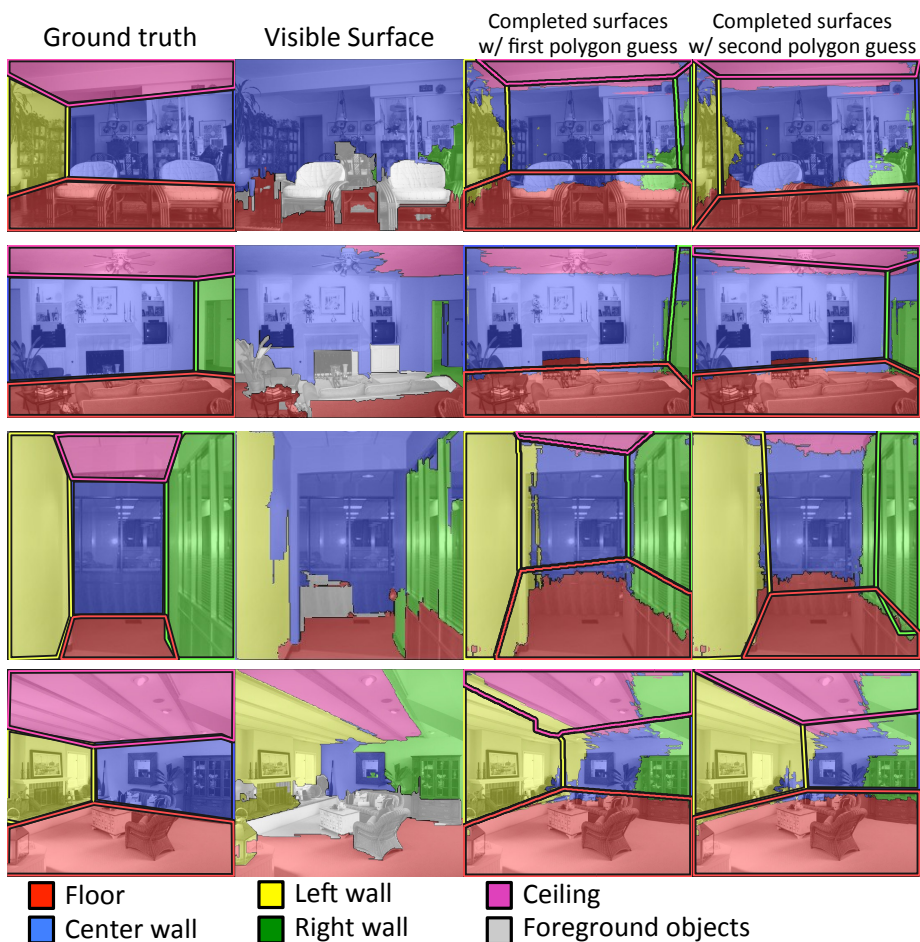 Ground truth
Visible Surface
Completed surfaces
w/ first polygon guess
Completed surfaces
w/ second polygon guess
Floor
Left wall
Ceiling
Center wall
Right wall
Foreground objects